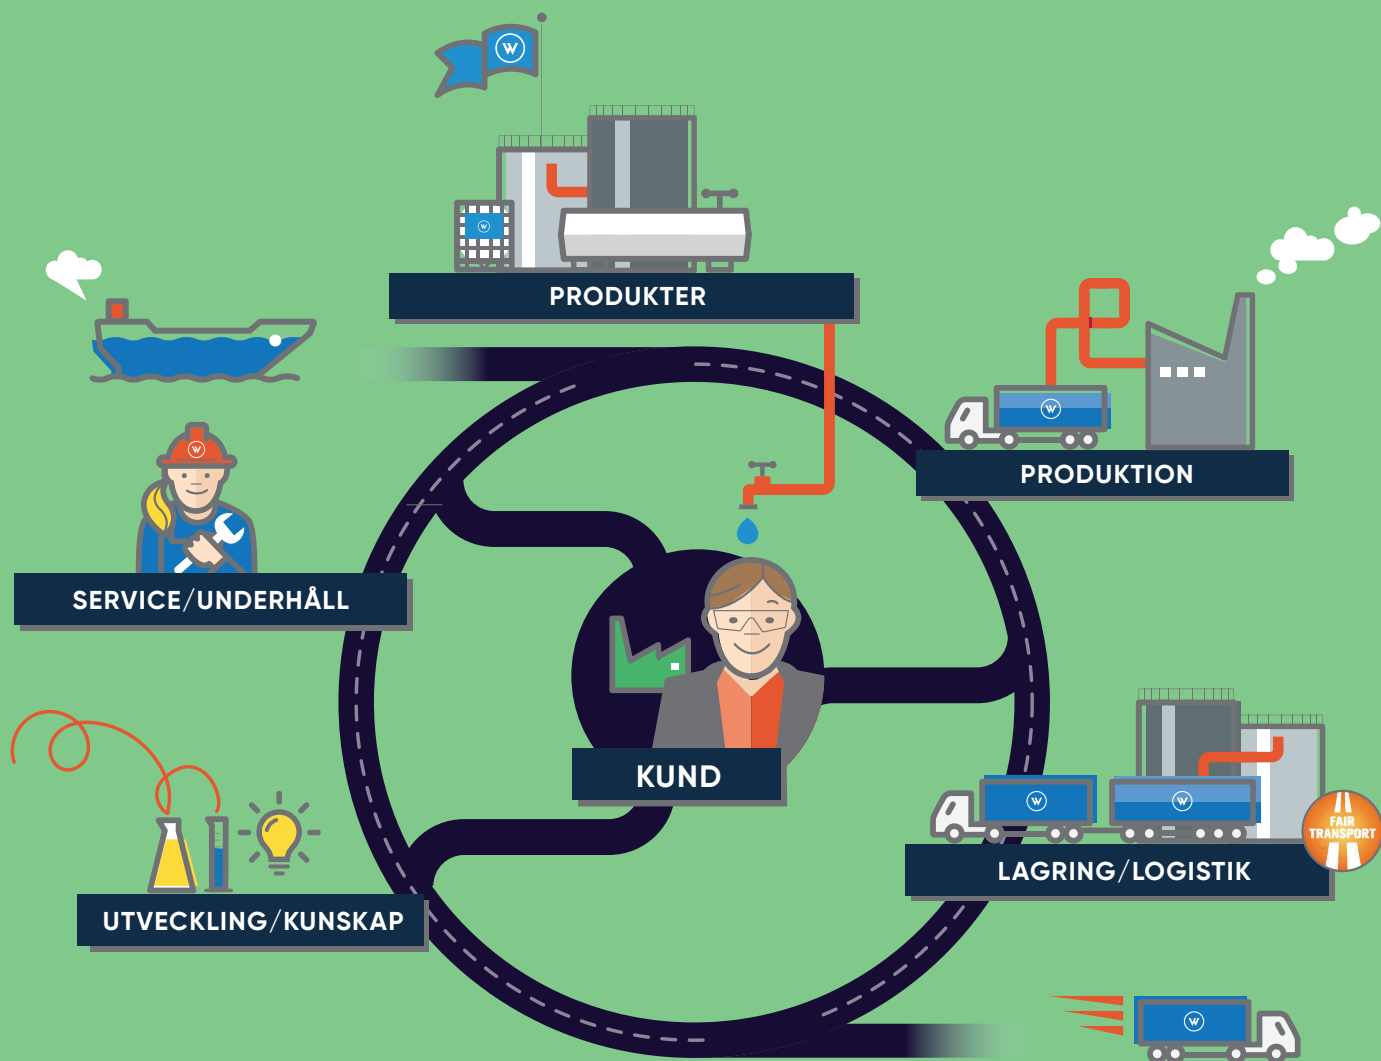 W
PRODUKTER
W
W
PRODUKTION
W
SERVICE/UNDERHÅLL
KUND
W
W
FAIR
TRANSPORT
LAGRING/LOGISTIK
UTVECKLING/KUNSKAP
W